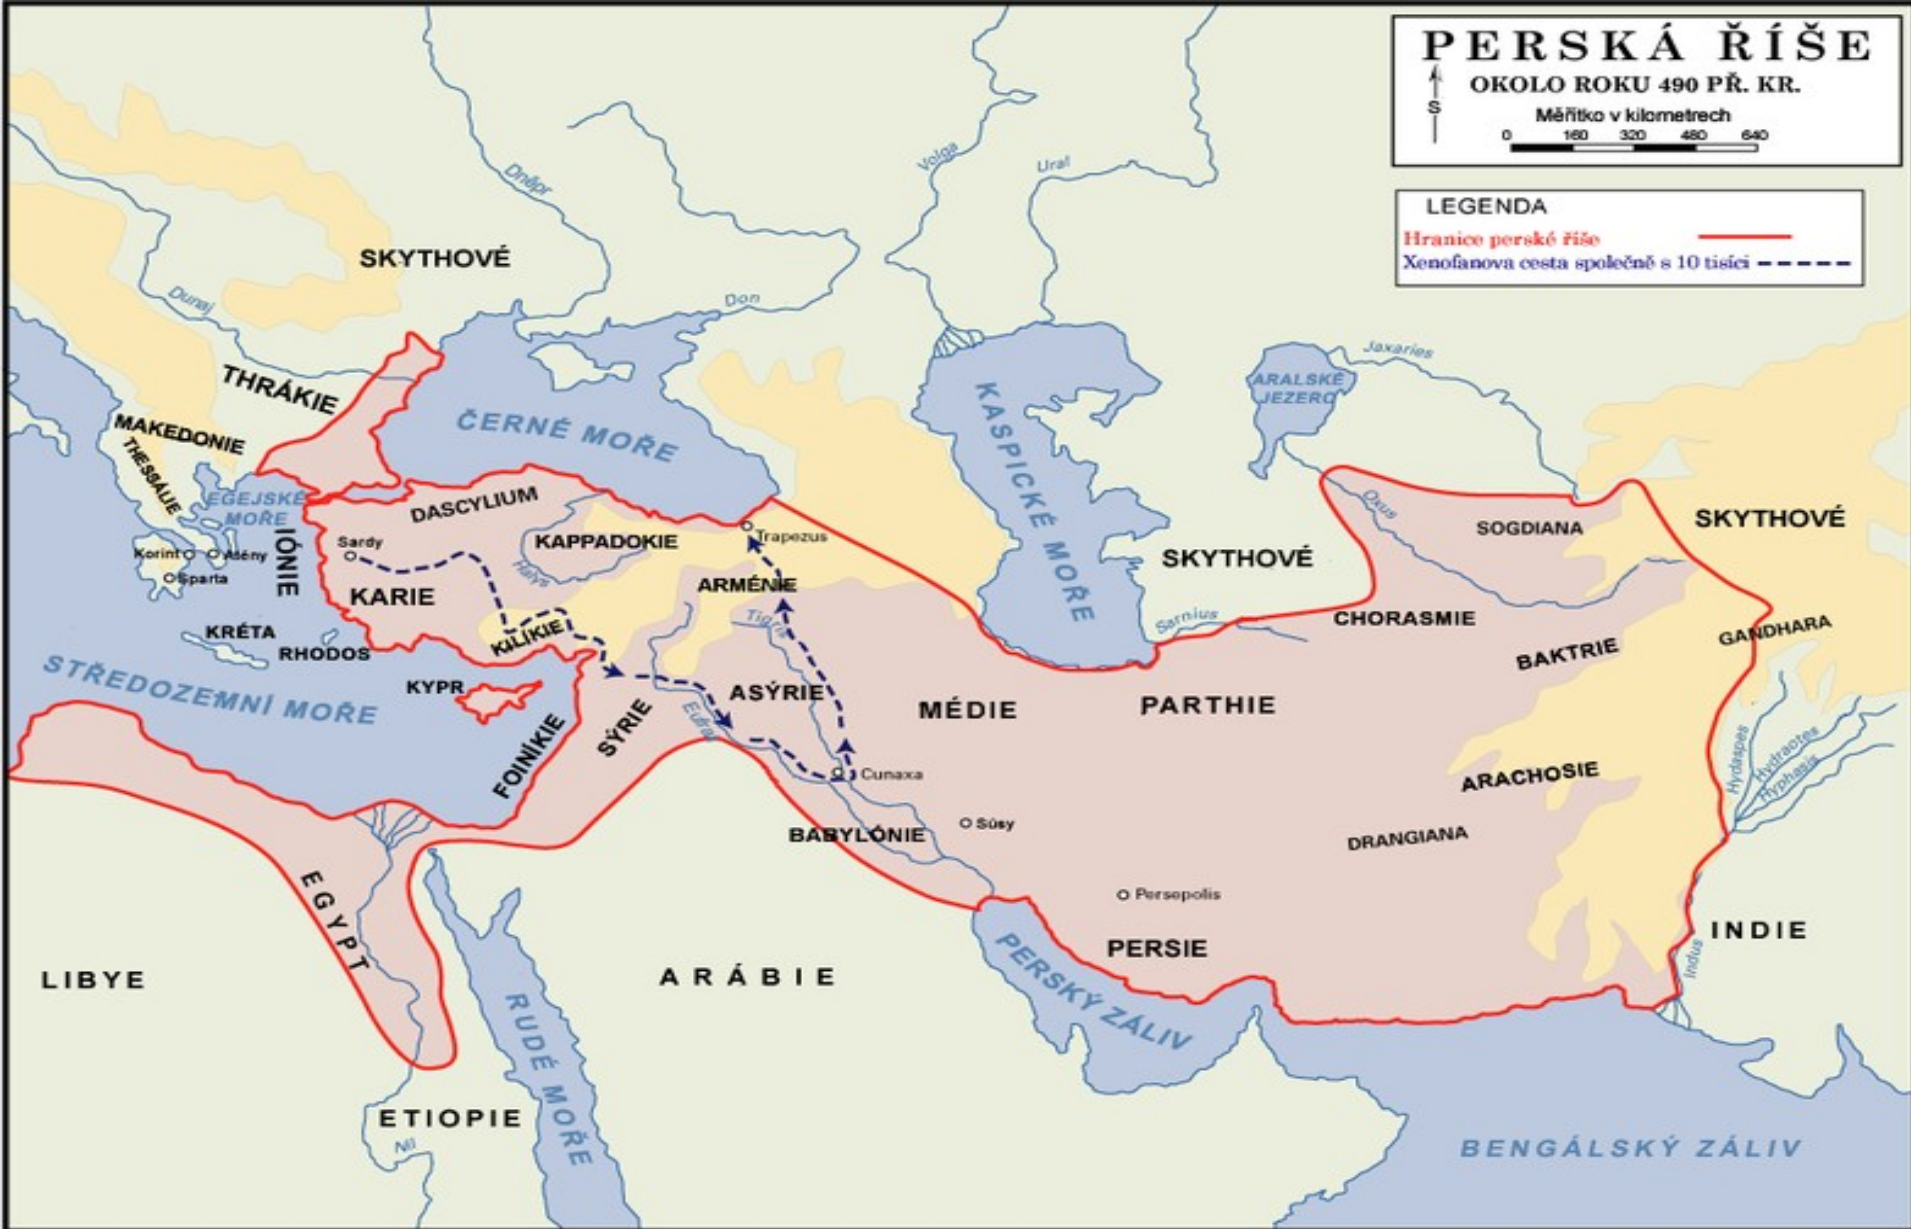 PERSKÁ ŘÍŠE
OKOLO ROKU 490 PŘ. KR.
S
Měřítko v kilometrech
0 160 320 480 640
LEGENDA
Hranice perské říše
Xenofanova cesta společně s 10 tisíci
Volga
Ural
Dněpr
SKYTHOVÉ
Dunaj
Don
Jaxartes
THRÁKIE
KASPICKÉ MOŘE
ARALSKÉ
JEZERO
MAKEDONIE
ČERNÉ MOŘE
THESSÁLIE
EGEJSKÉ
MOŘE
DASCYLIUM
Oxus
SOGDIANA
SKYTHOVÉ
IÓNIE
Sardy
KAPPADOKIE
Trapezus
Korint
Atény
SKYTHOVÉ
Sparta
Halys
ARMÉNIE
KARIE
Tigris
Sarnius
CHORASMIE
KRÉTA
KILÍKIE
GANDHARA
RHODOS
BAKTRIE
STŘEDOZEMNÍ MOŘE
KYPR
ASÝRIE
MÉDIE
PARTHIE
FOINÍKIE
SÝRIE
Eufrat
Hydaspes
Hydraotes
Hyphasis
Cunaxa
ARACHOSIE
Súsy
BABYLÓNIE
DRANGIANA
EGYPT
Persepolis
INDIE
PERSIE
Indus
LIBYE
ARÁBIE
PERSKÝ ZÁLIV
RUDÉ MOŘE
ETIOPIE
Nil
BENGÁLSKÝ ZÁLIV